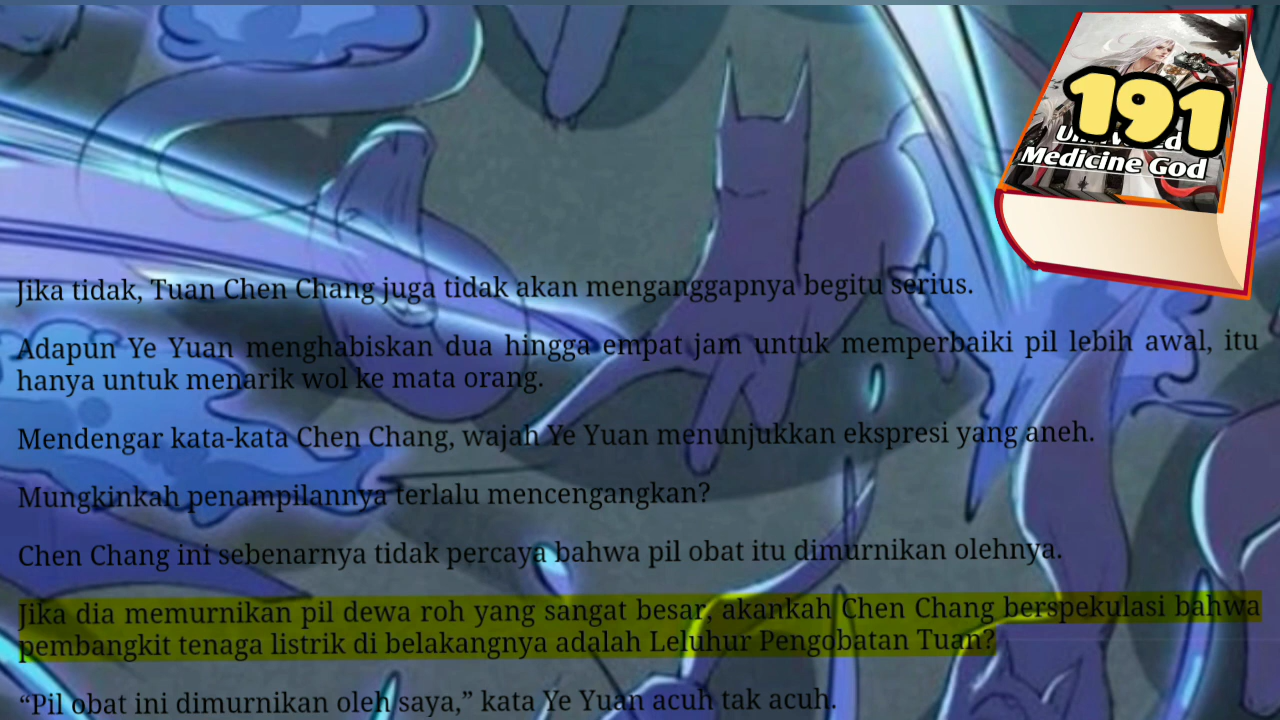 191
Medicine God
Jika tidak, Tuan Chen Chang juga tidak akan menganggapnya begitu serius.
Adapun Ye Yuan menghabiskan dua hingga empat jam untuk memperbaiki pil lebih awal, itu
hanya untuk menarik wol ke mata orang.
Mendengar kata-kata Chen Chang, wajah Ye Yuan menunjukkan ekspresi yang aneh.
Mungkinkah penampilannya terlalu mencengangkan?
Chen Chang ini sebenarnya tidak percaya bahwa pil obat itu dimurnikan olehnya.
Jika dia memurnikan pil dewa roh yang sangat besar, akankah Chen Chang berspekulasi bahwa
pembangkit tenaga listrik di belakangnya adalah Leluhur Pengobatan Tuan?
“Pil obat ini dimurnikan oleh saya,” kata Ye Yuan acuh tak acuh.